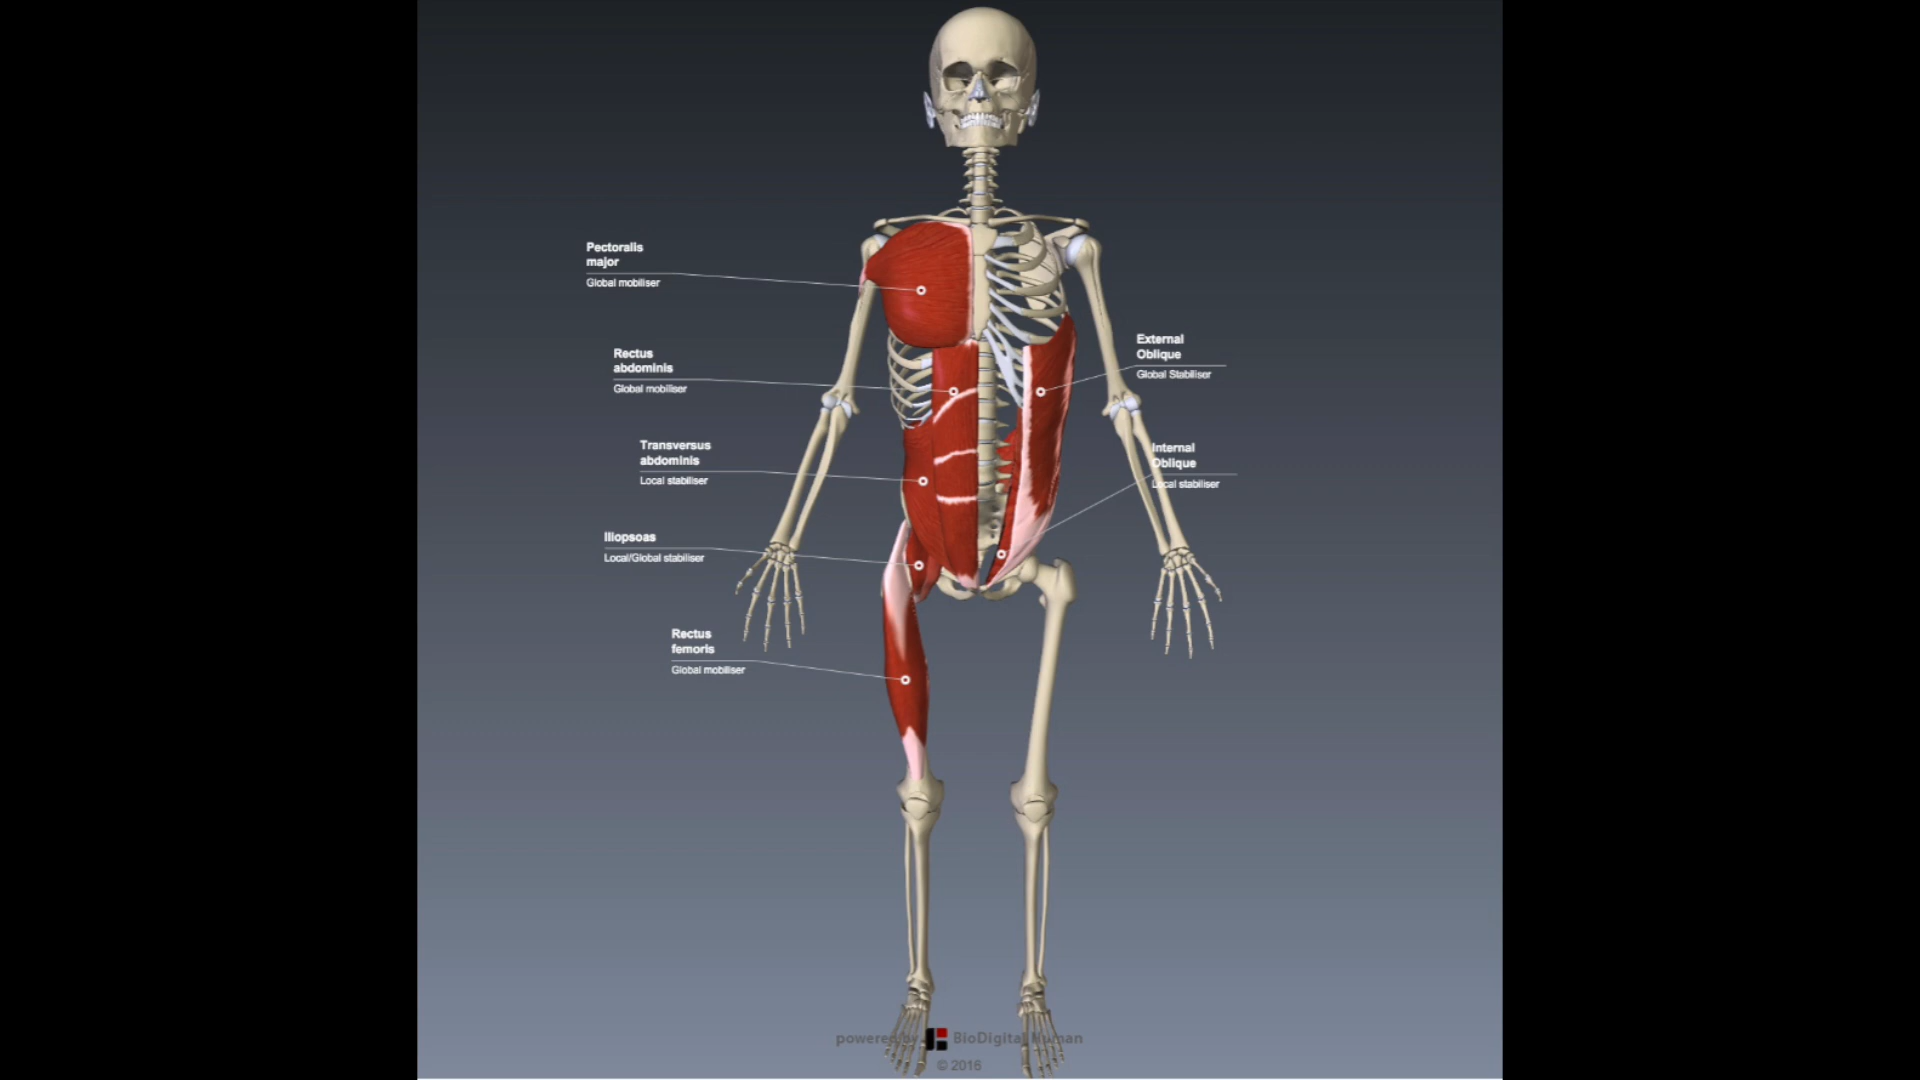 Pectoralis
major
Global mobiliser
Rectus
abdominis
Global mobiliser
External
Oblique
Global Stabiliser
Transversus
abdominis
Local stabiliser
Internal
Oblique
Local stabiliser
Iliopsoas
Local/Global stabiliser
Rectus
femoris
Global mobiliser
powered by BioDigital Human
© 2016